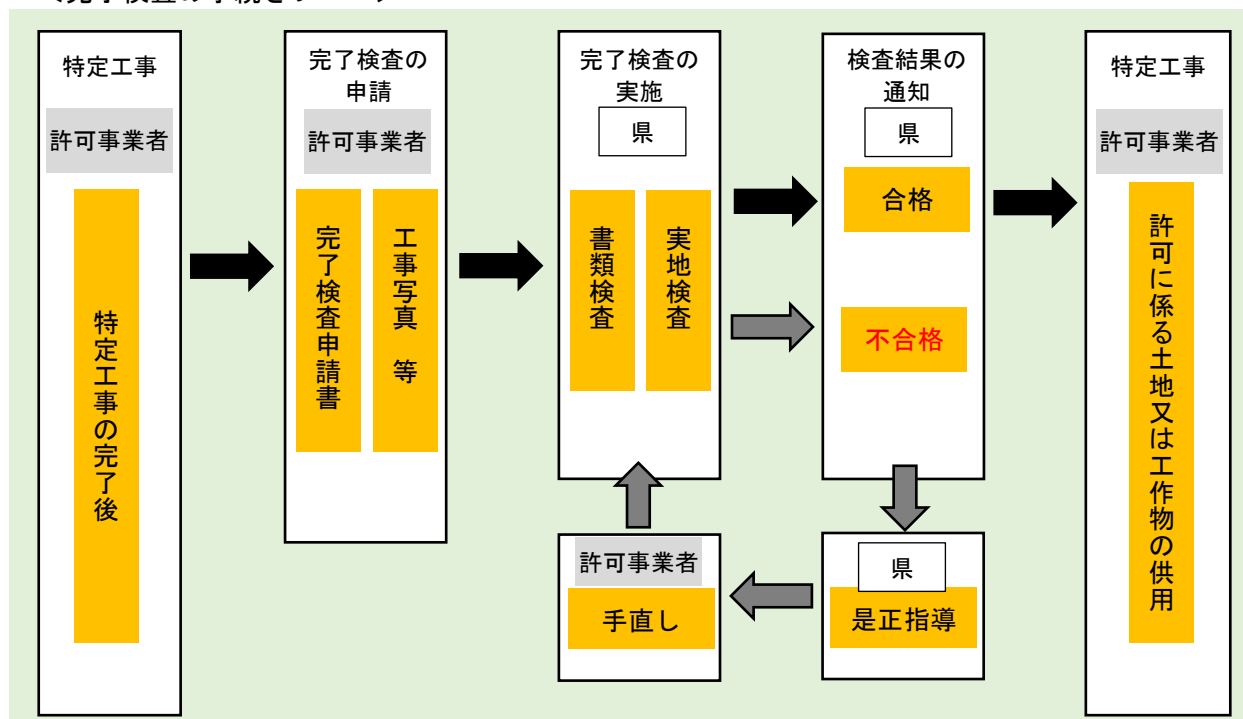 特定工事
許可事業者
特定工事の完了後
完了検査の
申請
許可事業者
完了検査申請書
工事写真 等
完了検査の
実施
県
書類検査
実地検査
検査結果の
通知
県
合格
不合格
県
是正指導
許可事業者
手直し
特定工事
許可事業者
許可に係る土地又は工作物の供用